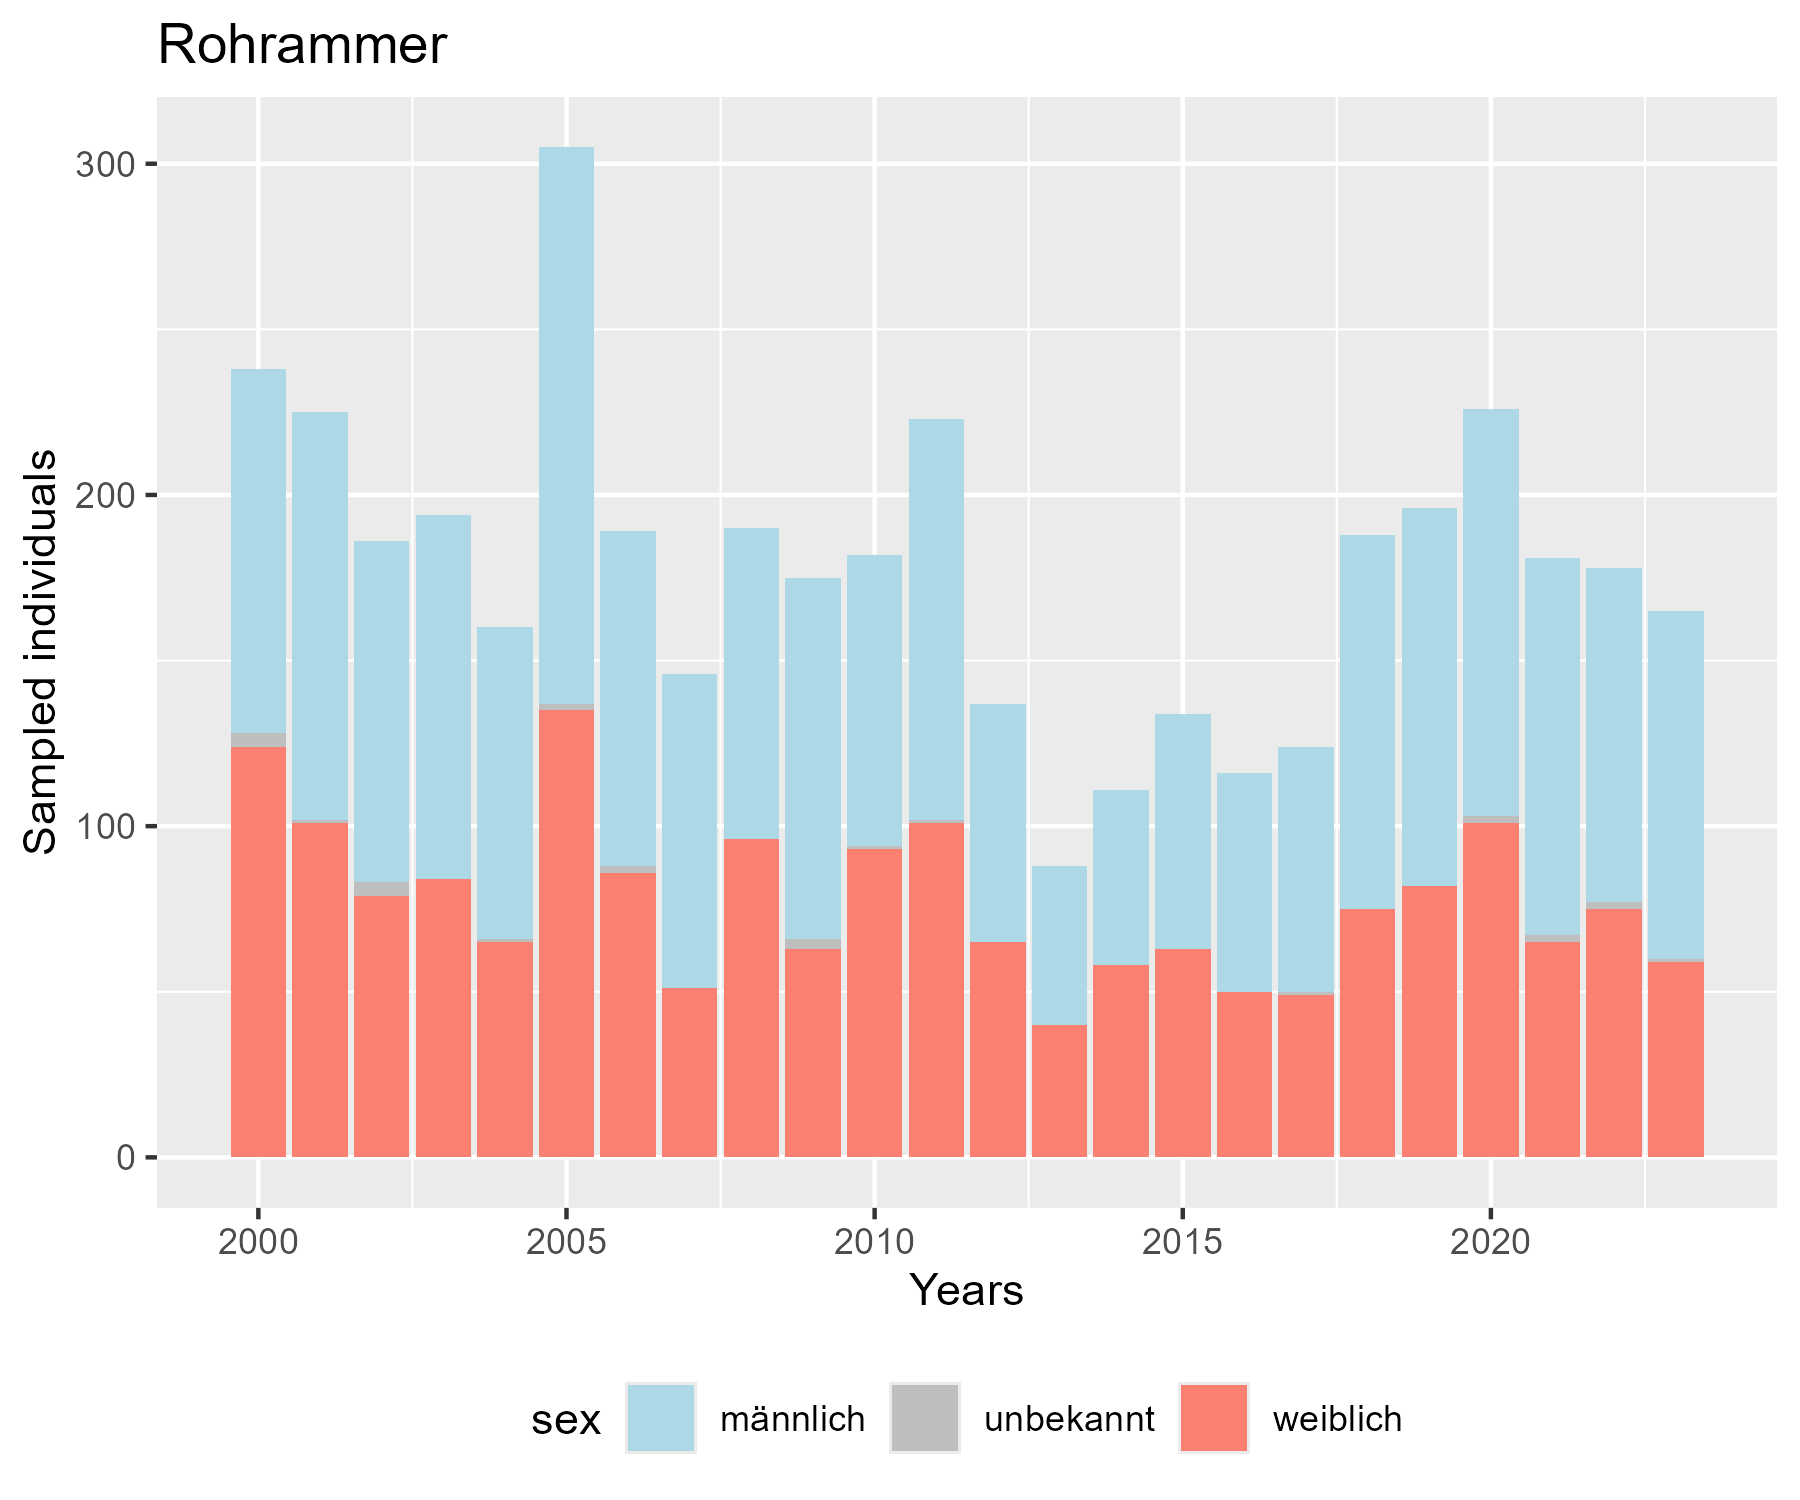 Rohrammer
Sampled individuals
300
200
100
0
2000 2005 2010 2015 2020
Years
sex männlich unbekannt weiblich